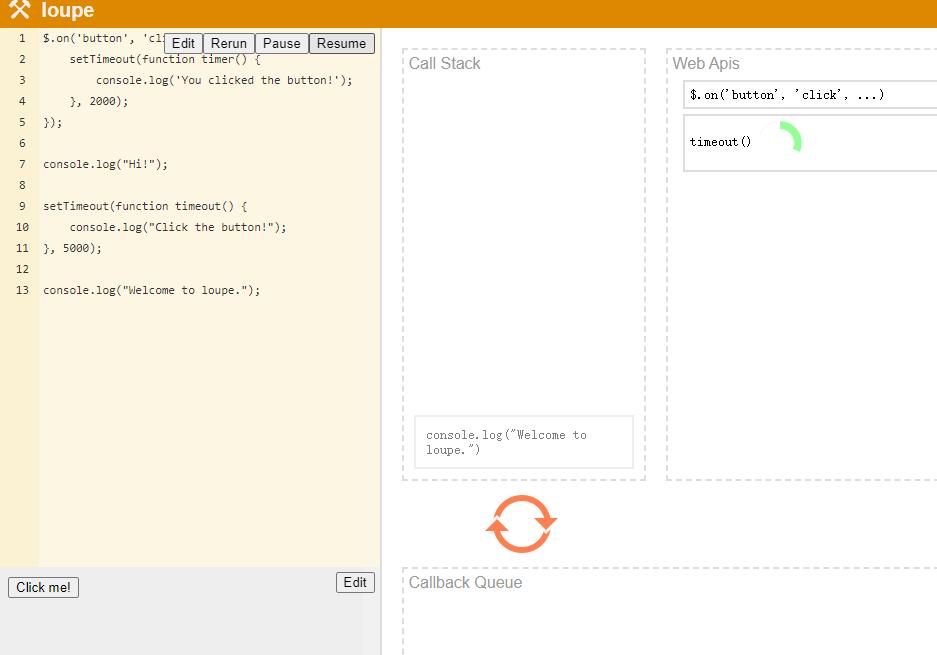 loupe
Edit Rerun Pause Resume
1 $.on('button', 'cli
2 setTimeout(function timer() {
3 console.log('You clicked the button!');
4 }, 2000);
5 });
6
7 console.log("Hi!");
8
9 setTimeout(function timeout() {
10 console.log("Click the button!");
11 }, 5000);
12
13 console.log("Welcome to loupe.");
Click me!
Edit
Call Stack
console.log("Welcome to
loupe.")
Web Apis
$.on('button', 'click', ...)
timeout()
Callback Queue